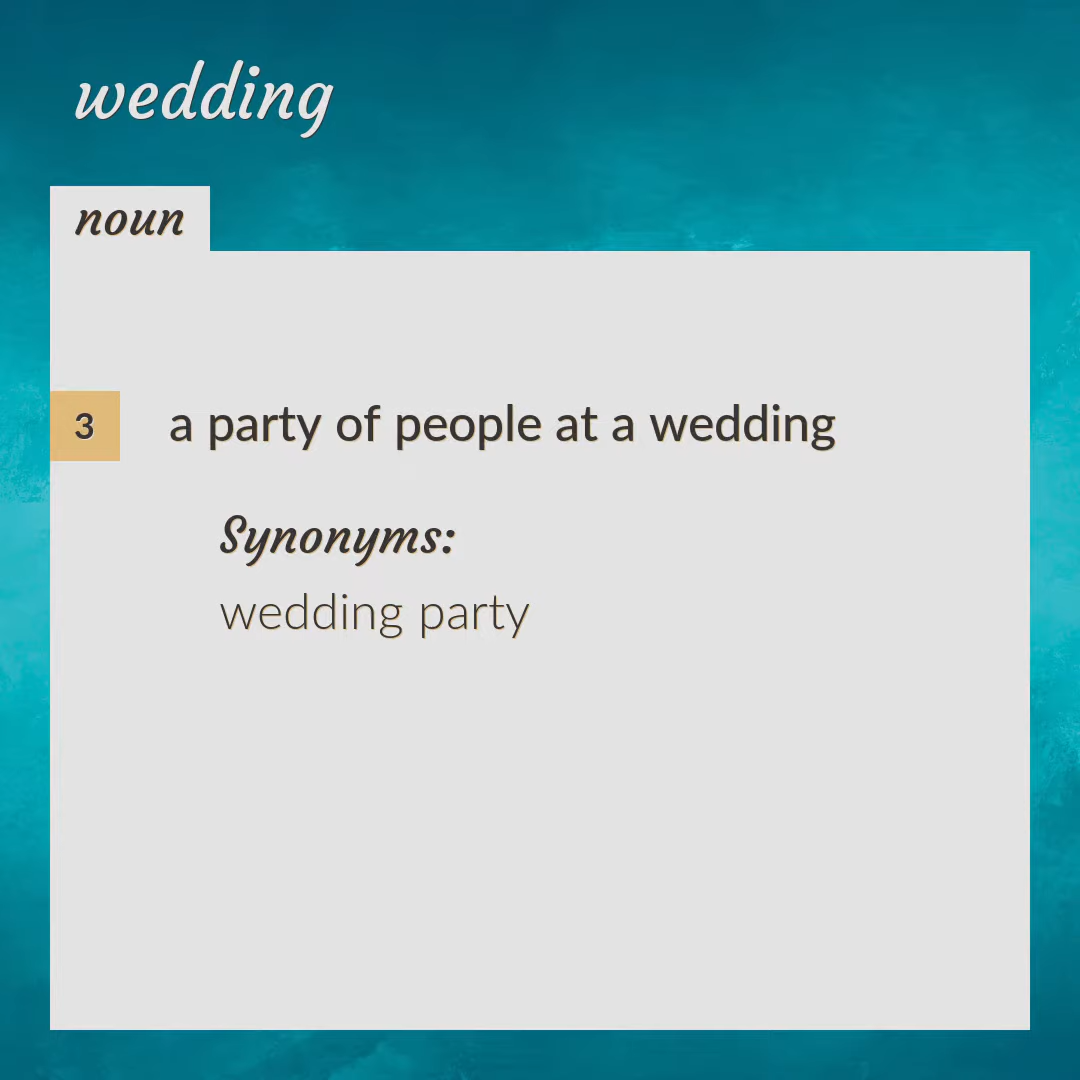 wedding
noun
3 a party of people at a wedding
Synonyms:
wedding party